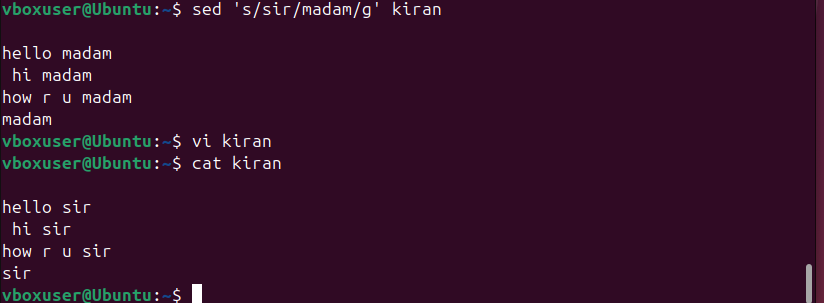 vboxuser@Ubuntu:~$ sed 's/sir/madam/g' kiran

hello madam
 hi madam
how r u madam
madam
vboxuser@Ubuntu:~$ vi kiran
vboxuser@Ubuntu:~$ cat kiran

hello sir
 hi sir
how r u sir
sir
vboxuser@Ubuntu:~$